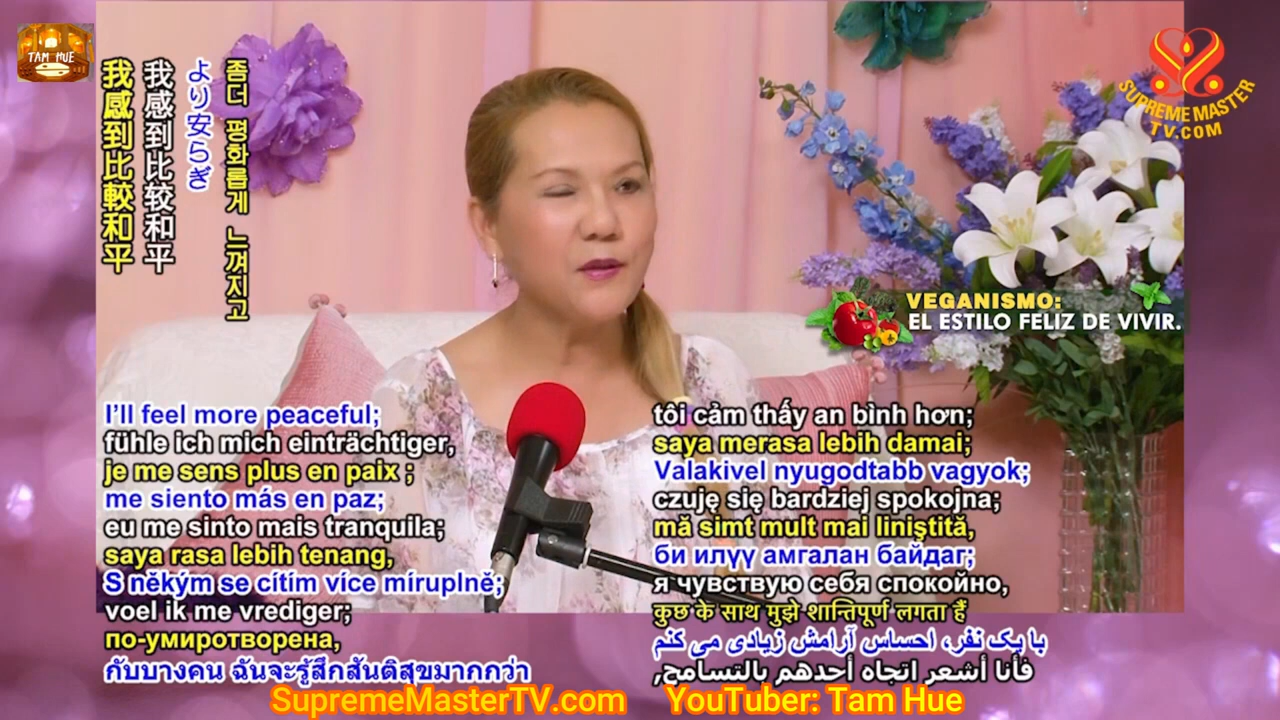 TAM HUE
我感到比較和平
我感到比较和平
より安らぎ
좀더 평화롭게 느껴지고
SUPREME MASTER
TV.COM
VEGANISMO:
EL ESTILO FELIZ DE VIVIR.
I'll feel more peaceful;
fühle ich mich einträchtiger,
je me sens plus en paix ;
me siento más en paz;
eu me sinto mais tranquila;
saya rasa lebih tenang,
S někým se cítím více míruplně;
voel ik me vrediger;
по-умиротворена,
กับบางคน ฉันจะรู้สึกสันติสุขมากกว่า
tôi cảm thấy an bình hơn;
saya merasa lebih damai;
Valakivel nyugodtabb vagyok;
czuję się bardziej spokojna;
mă simt mult mai liniştită,
би илүү амгалан байдаг;
я чувствую себя спокойно,
कुछ के साथ मुझे शान्तिपूर्ण लगता हैं
با یک نفر، احساس آرامش زیادی می کنم
فأنا أشعر اتجاه أحدهم بالتسامح,
SupremeMasterTV.com YouTuber: Tam Hue